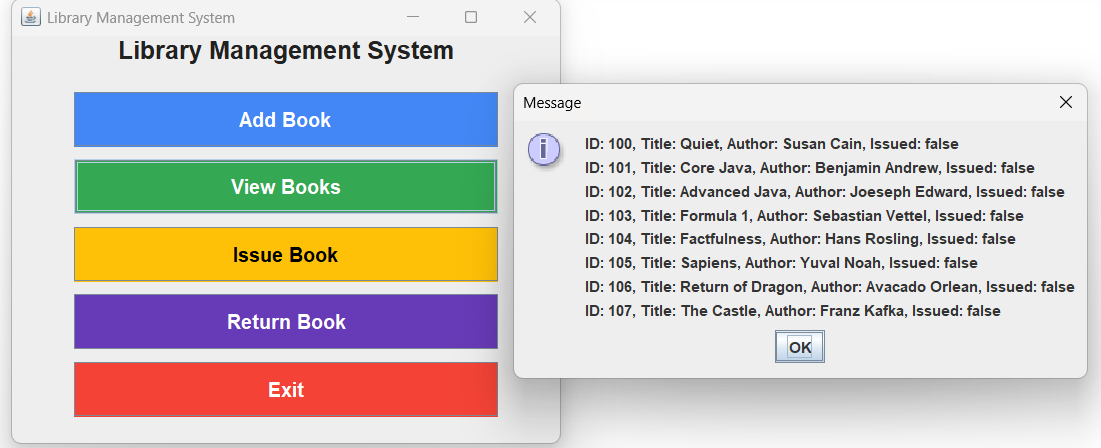 Library Management System
Library Management System
Add Book
View Books
Issue Book
Return Book
Exit
Message
i
ID: 100, Title: Quiet, Author: Susan Cain, Issued: false
ID: 101, Title: Core Java, Author: Benjamin Andrew, Issued: false
ID: 102, Title: Advanced Java, Author: Joeseph Edward, Issued: false
ID: 103, Title: Formula 1, Author: Sebastian Vettel, Issued: false
ID: 104, Title: Factfulness, Author: Hans Rosling, Issued: false
ID: 105, Title: Sapiens, Author: Yuval Noah, Issued: false
ID: 106, Title: Return of Dragon, Author: Avacado Orlean, Issued: false
ID: 107, Title: The Castle, Author: Franz Kafka, Issued: false
OK